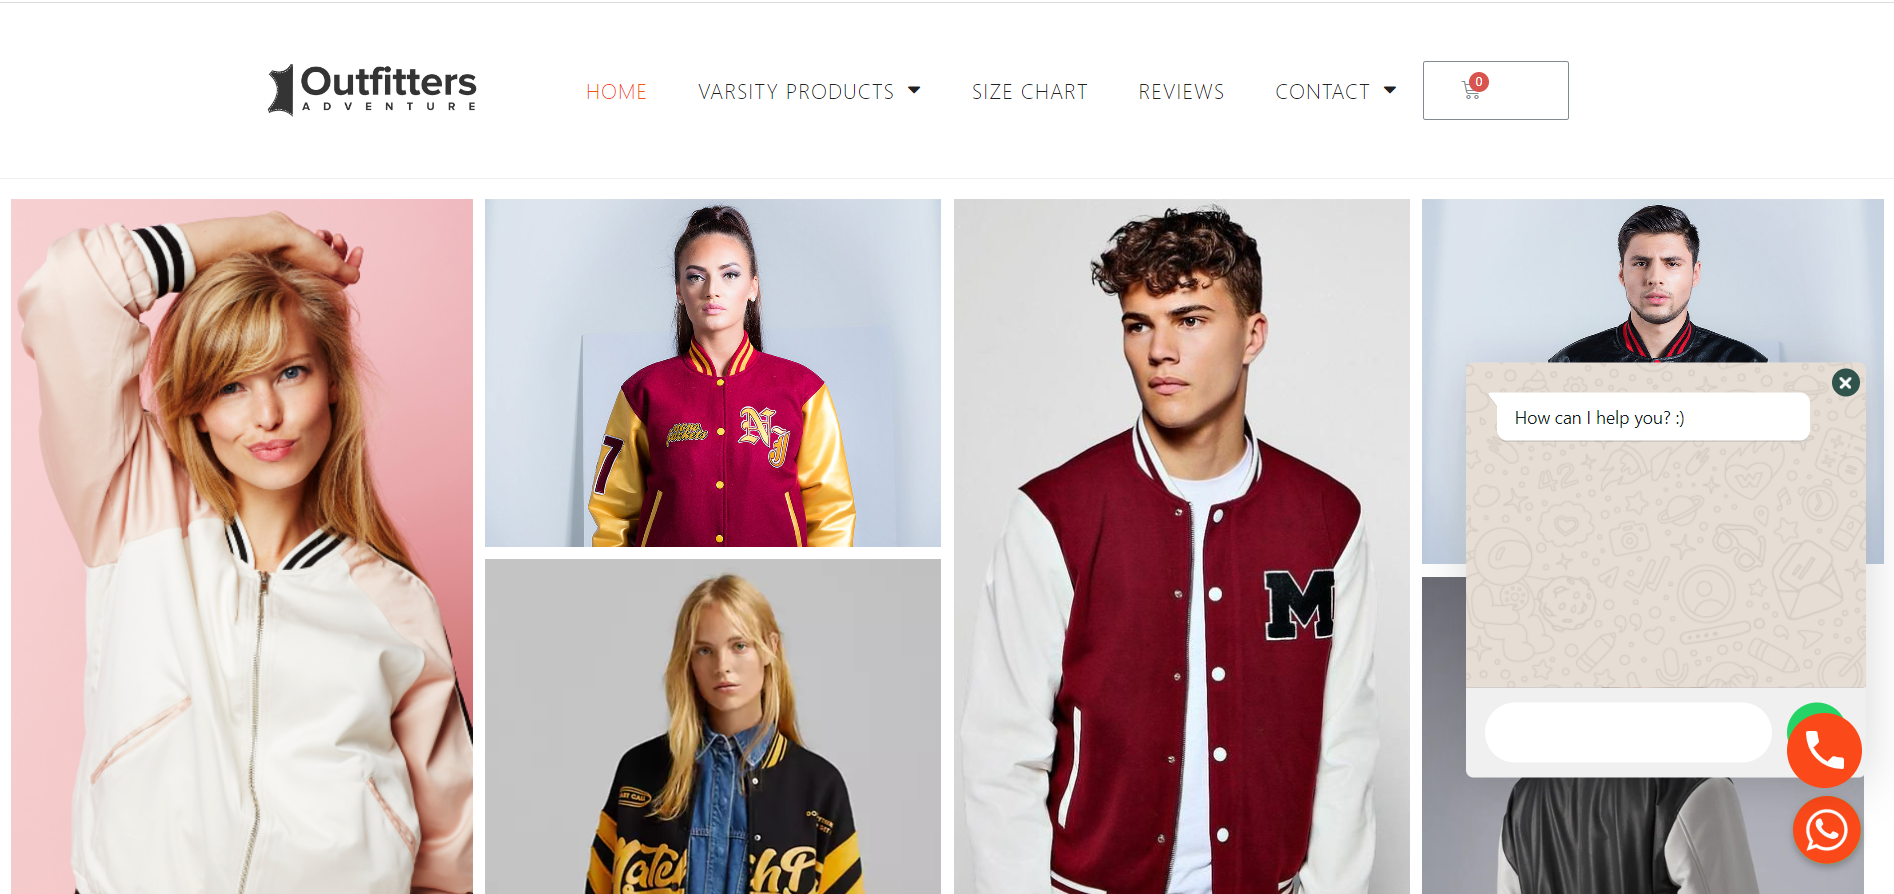 Outfitters
ADVENTURE
HOME
VARSITY PRODUCTS
SIZE CHART
REVIEWS
CONTACT
0
7
NJ
M
How can I help you? :)